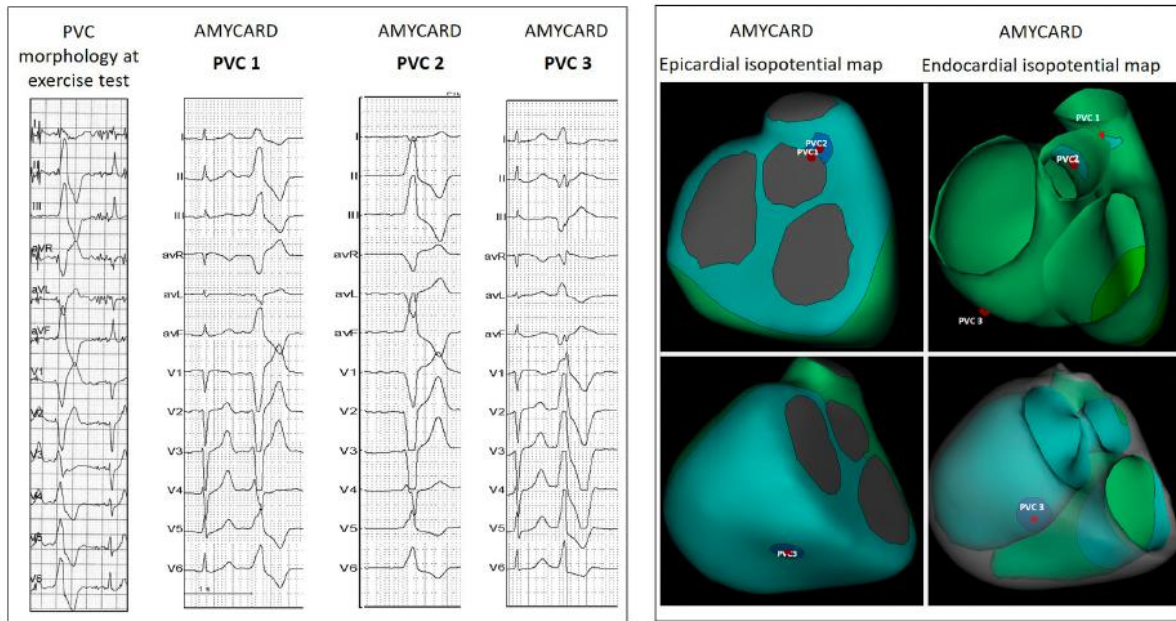 PVC
morphology at
exercise test
I
II
III
aVR
aVL
aVF
V1
V2
V3
V4
V5
V6
AMYCARD
PVC 1
I
II
III
avR
avL
avF
V1
V2
V3
V4
V5
V6
1 s
AMYCARD
PVC 2
I
II
III
avR
avL
avF
V1
V2
V3
V4
V5
V6
AMYCARD
PVC 3
I
II
III
avR
avL
avF
V1
V2
V3
V4
V5
V6
AMYCARD
Epicardial isopotential map
PVC2
PVC1
PVC3
AMYCARD
Endocardial isopotential map
PVC 1
PVC2
PVC 3
PVC 3